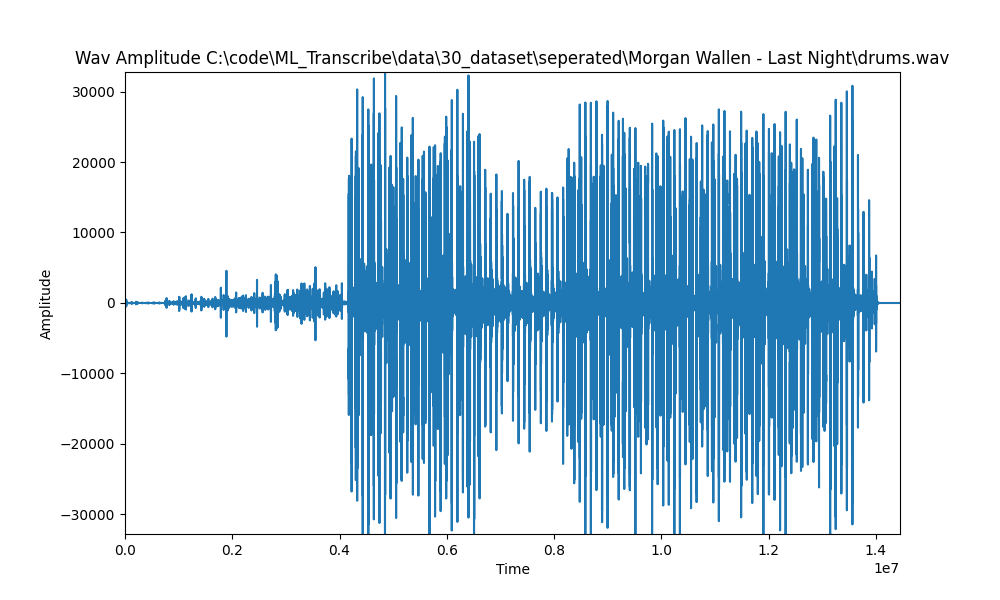 Wav Amplitude C:\code\ML_Transcribe\data\30_dataset\seperated\Morgan Wallen - Last Night\drums.wav
30000
20000
10000
0
−10000
−20000
−30000
Amplitude
0.0 0.2 0.4 0.6 0.8 1.0 1.2 1.4
1e7
Time